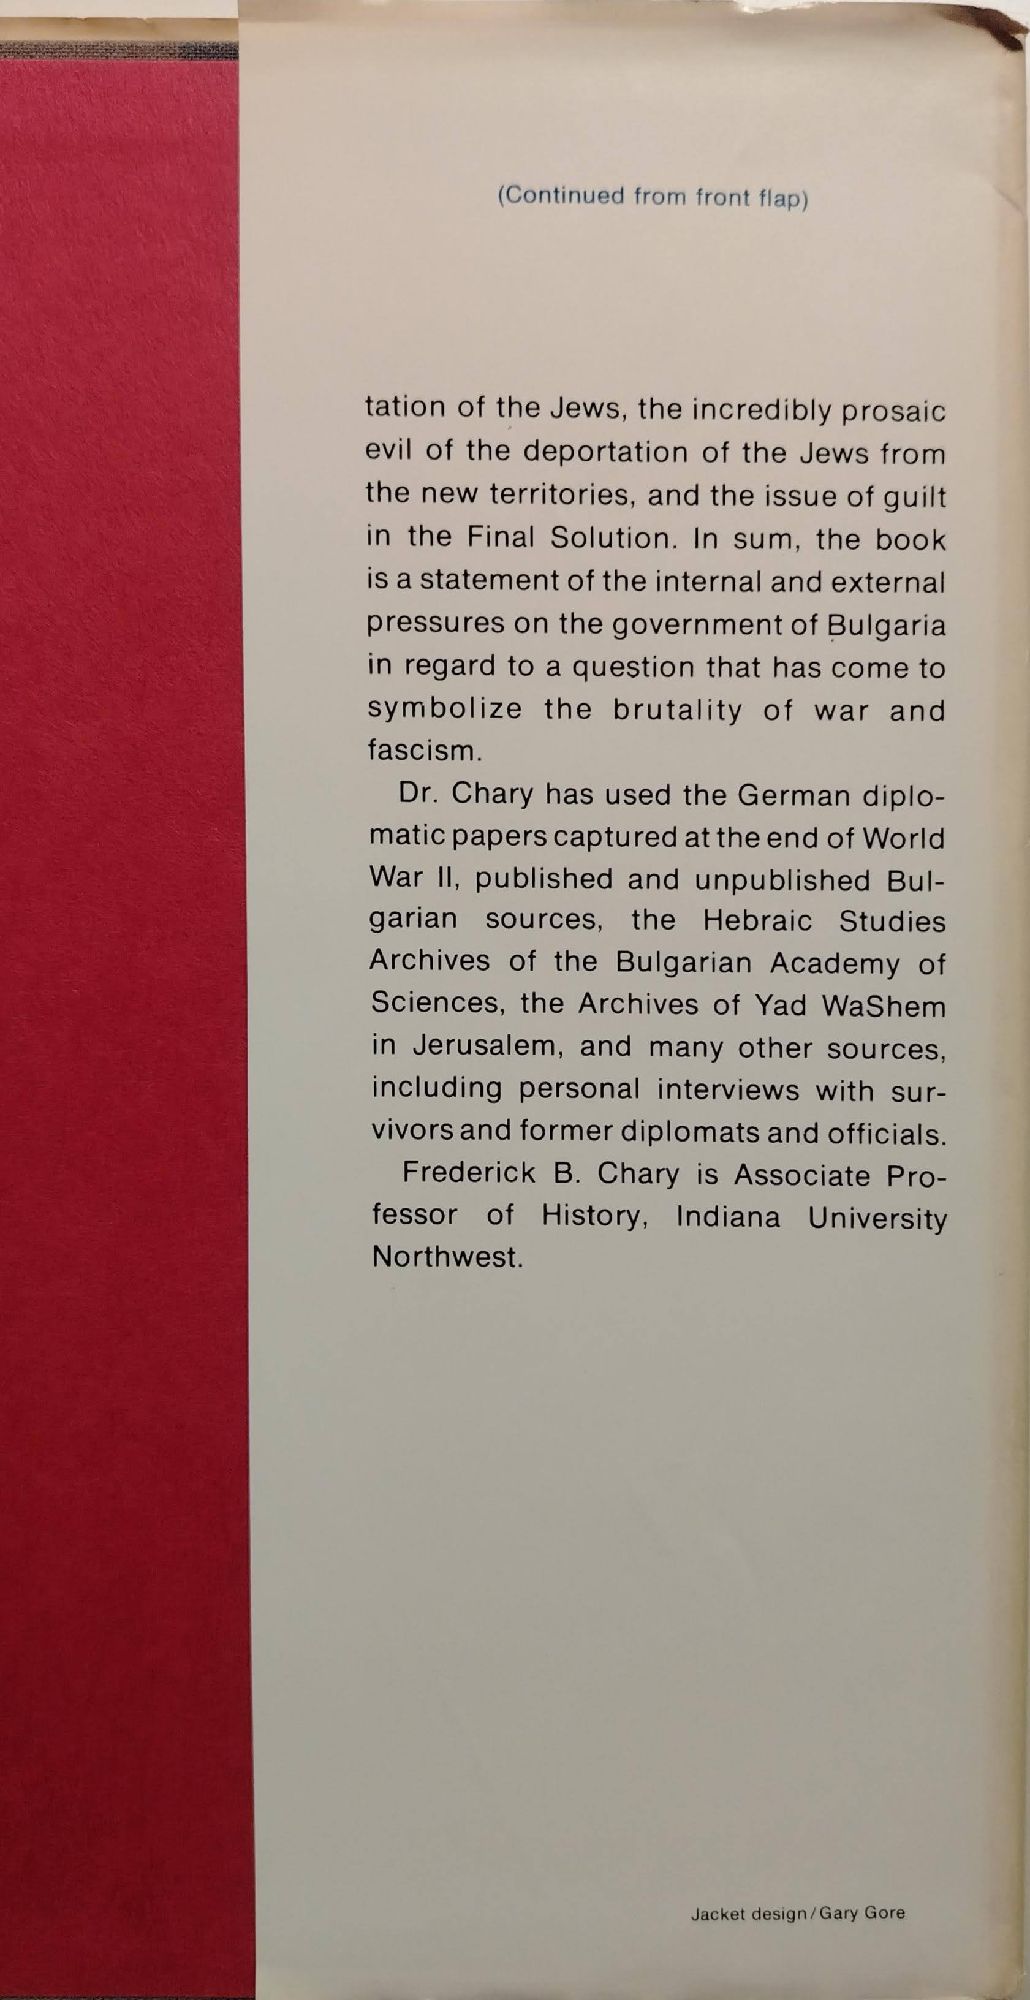 (Continued from front flap)
tation of the Jews, the incredibly prosaic
evil of the deportation of the Jews from
the new territories, and the issue of guilt
in the Final Solution. In sum, the book
is a statement of the internal and external
pressures on the government of Bulgaria
in regard to a question that has come to
symbolize the brutality of war and
fascism.
Dr. Chary has used the German diplo-
matic papers captured at the end of World
War II, published and unpublished Bul-
garian sources, the Hebraic Studies
Archives of the Bulgarian Academy of
Sciences, the Archives of Yad WaShem
in Jerusalem, and many other sources,
including personal interviews with sur-
vivors and former diplomats and officials.
Frederick B. Chary is Associate Pro-
fessor of History, Indiana University
Northwest.
Jacket design/Gary Gore